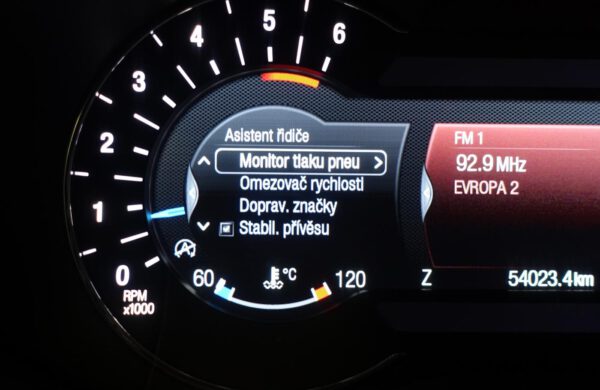 6
5
4
3
2
1
0
RPM
x1000
Asistent řidiče
Monitor tlaku pneu
Omezovač rychlosti
Doprav. značky
Stabil. přívěsu
A
60
°C
120
FM 1
92.9 MHz
EVROPA 2
Z
54023.4 km